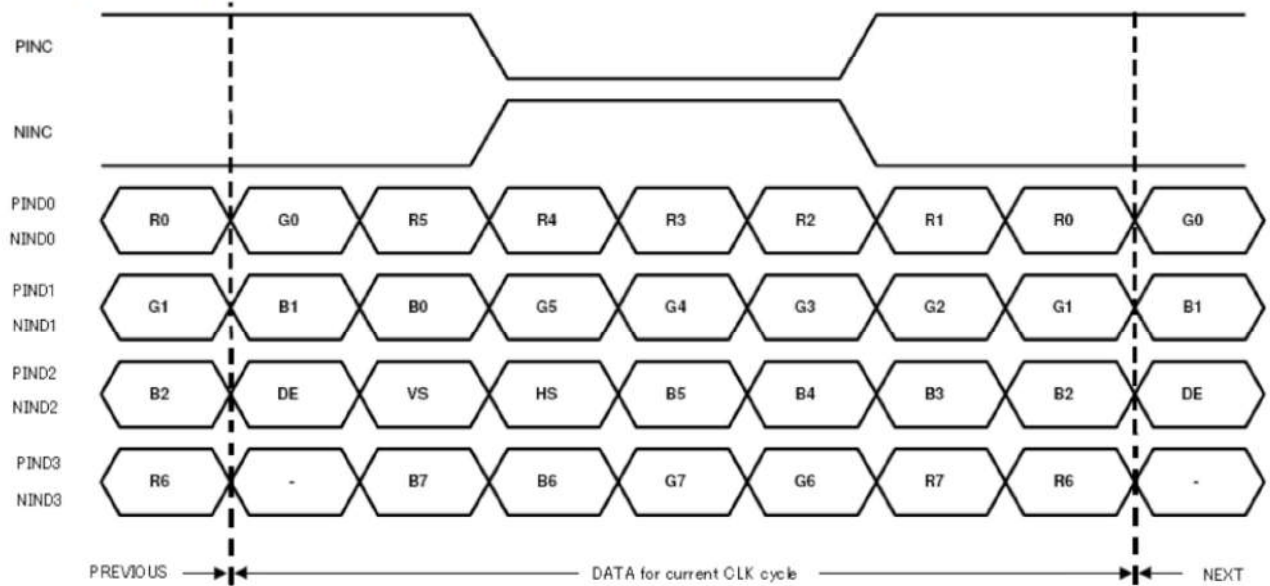 PINC
NINC
PIND0
R0 G0 R5 R4 R3 R2 R1 R0 G0
NIND0
PIND1
G1 B1 B0 G5 G4 G3 G2 G1 B1
NIND1
PIND2
B2 DE VS HS B5 B4 B3 B2 DE
NIND2
PIND3
R6 - B7 B6 G7 G6 R7 R6 -
NIND3
PREVIOUS DATA for current CLK cycle NEXT